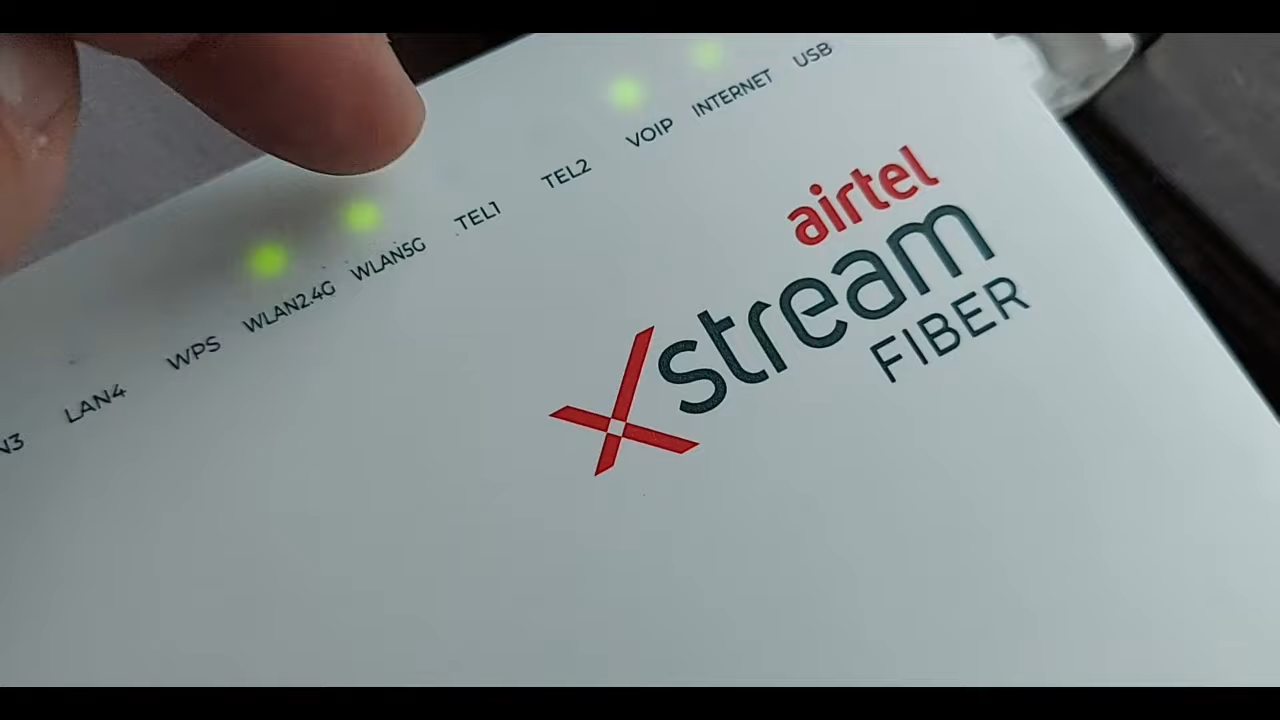 LAN4
WPS
WLAN2.4G
WLAN5G
TEL1
TEL2
VOIP
INTERNET
USB
airtel
Xstream
FIBER